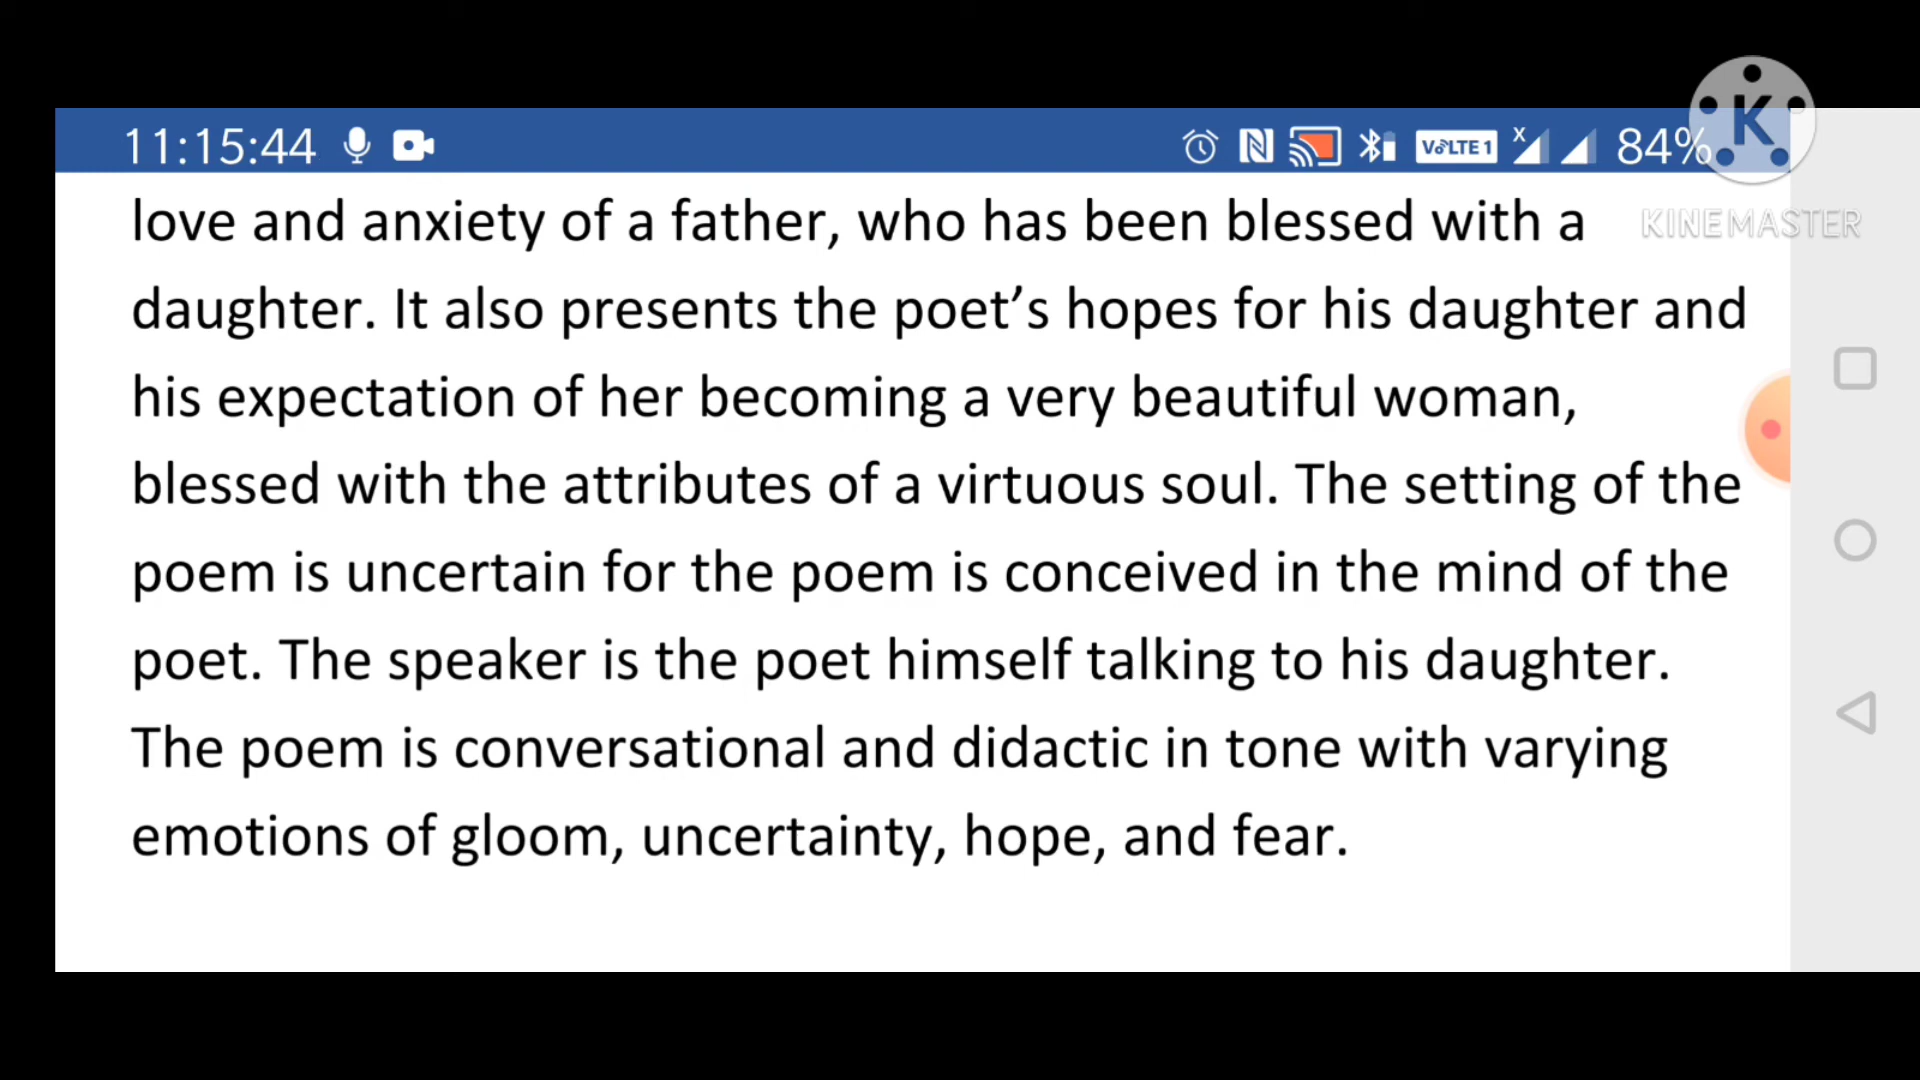 11:15:44 VoLTE 1 x 84%
K
KINEMASTER
love and anxiety of a father, who has been blessed with a
daughter. It also presents the poet’s hopes for his daughter and
his expectation of her becoming a very beautiful woman,
blessed with the attributes of a virtuous soul. The setting of the
poem is uncertain for the poem is conceived in the mind of the
poet. The speaker is the poet himself talking to his daughter.
The poem is conversational and didactic in tone with varying
emotions of gloom, uncertainty, hope, and fear.